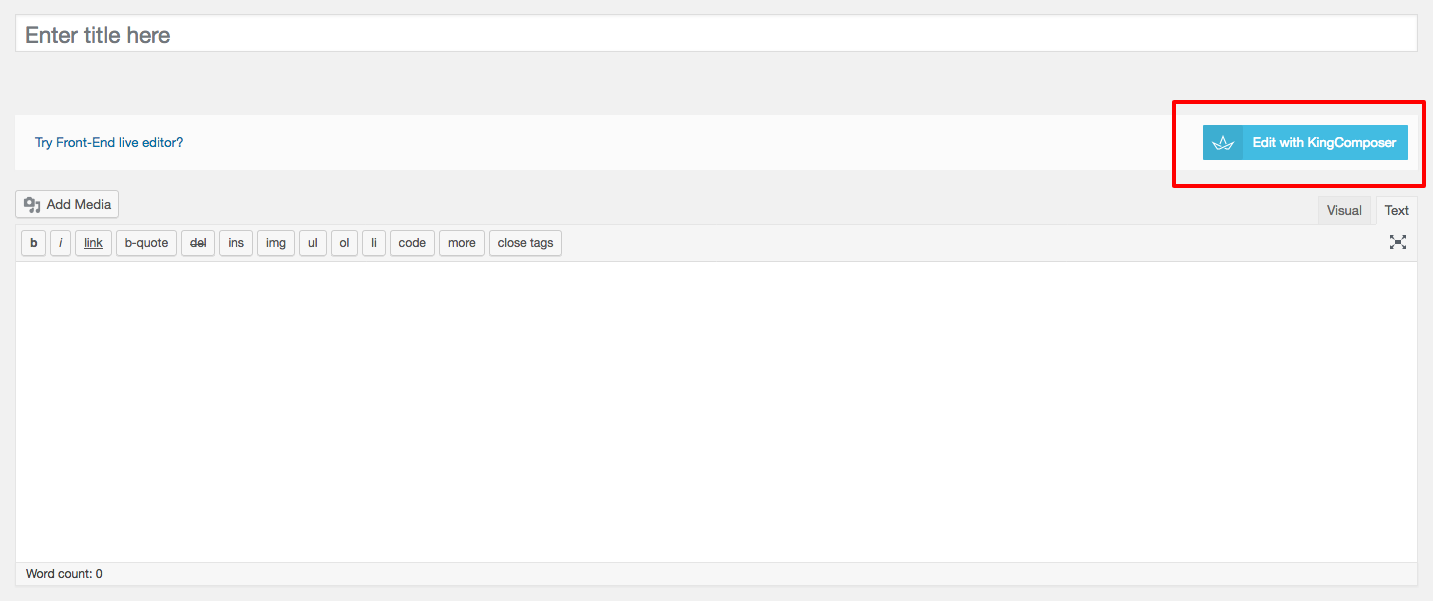 Enter title here
Try Front-End live editor?
Edit with KingComposer
Add Media
Visual Text
b i link b-quote del ins img ul ol li code more close tags
Word count: 0